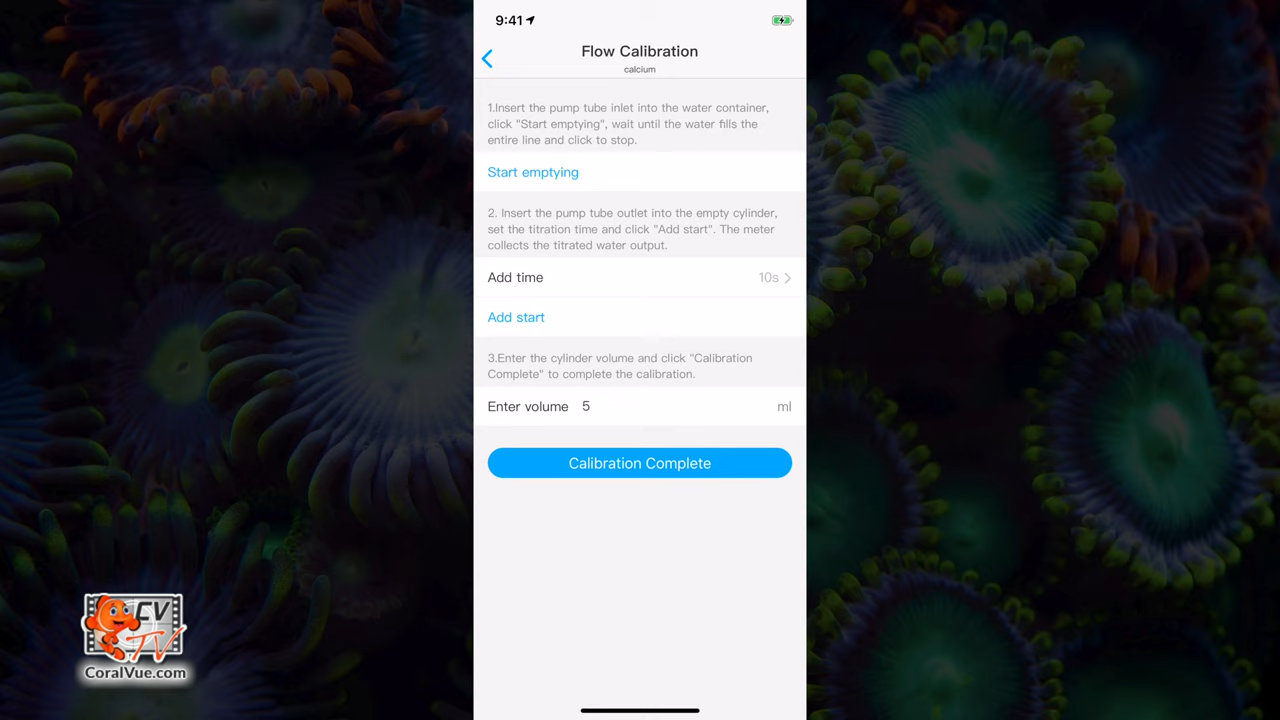 9:41
Flow Calibration
calcium
1.Insert the pump tube inlet into the water container,
click "Start emptying", wait until the water fills the
entire line and click to stop.
Start emptying
2. Insert the pump tube outlet into the empty cylinder,
set the titration time and click "Add start". The meter
collects the titrated water output.
Add time 10s
Add start
3.Enter the cylinder volume and click "Calibration
Complete" to complete the calibration.
Enter volume 5 ml
Calibration Complete
CV
TV
CoralVue.com